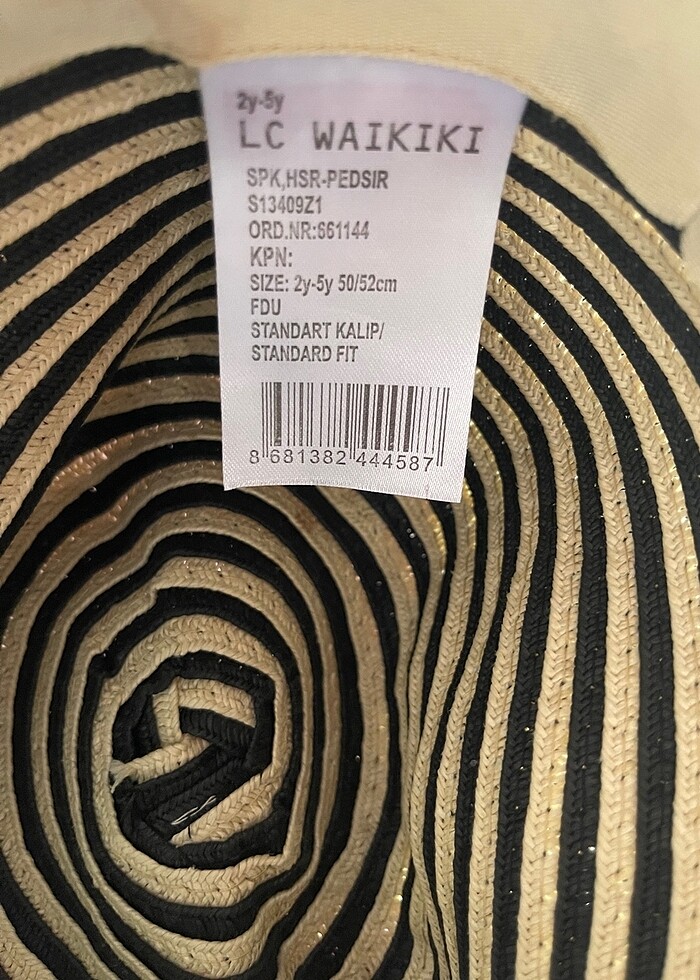 2y-5y
LC WAIKIKI
SPK,HSR-PEDSIR
S13409Z1
ORD.NR:661144
KPN:
SIZE: 2y-5y 50/52cm
FDU
STANDART KALIP/
STANDARD FIT
8 681382 444587